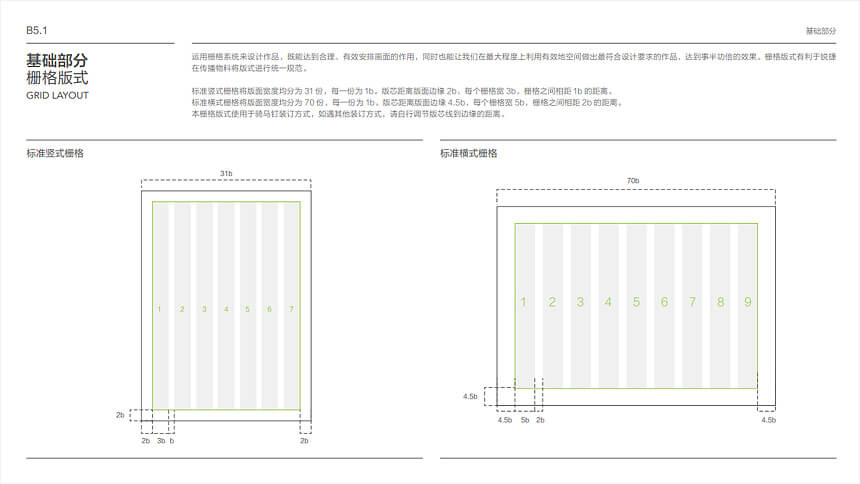 B5.1
基础部分
基础部分
栅格版式
GRID LAYOUT
运用栅格系统来设计作品，既能达到合理、有效安排画面的作用，同时也能让我们在最大程度上利用有效地空间做出最符合设计要求的作品，达到事半功倍的效果。栅格版式有利于锐捷
在传播物料将版式进行统一规范。
标准竖式栅格将版面宽度均分为 31 份，每一份为 1b。版芯距离版面边缘 2b，每个栅格宽 3b，栅格之间相距 1b 的距离。
标准横式栅格将版面宽度均分为 70 份，每一份为 1b。版芯距离版面边缘 4.5b，每个栅格宽 5b，栅格之间相距 2b 的距离。
本栅格版式使用于骑马钉装订方式，如遇其他装订方式，请自行调节版芯线到边缘的距离。
标准竖式栅格
31b
1 2 3 4 5 6 7
2b
2b 3b b 2b
标准横式栅格
70b
1 2 3 4 5 6 7 8 9
4.5b
4.5b 5b 2b 4.5b